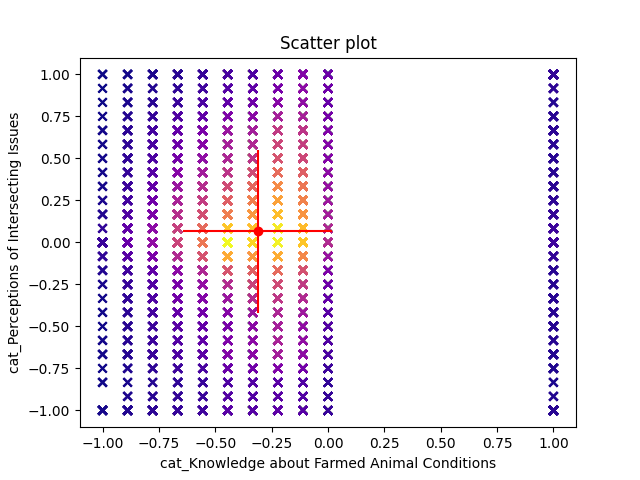 Scatter plot
1.00
0.75
0.50
0.25
0.00
−0.25
−0.50
−0.75
−1.00
cat_Perceptions of Intersecting Issues
−1.00 −0.75 −0.50 −0.25 0.00 0.25 0.50 0.75 1.00
cat_Knowledge about Farmed Animal Conditions